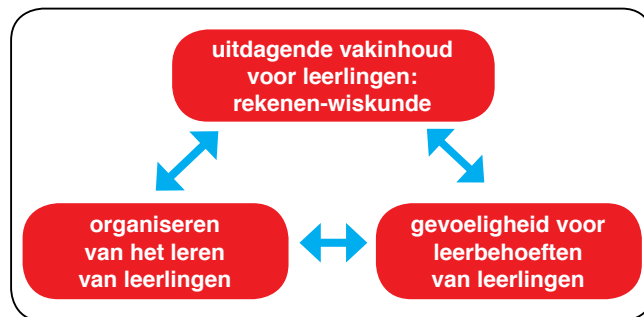 uitdagende vakinhoud
voor leerlingen:
rekenen-wiskunde
organiseren
van het leren
van leerlingen
gevoeligheid voor
leerbehoeften
van leerlingen